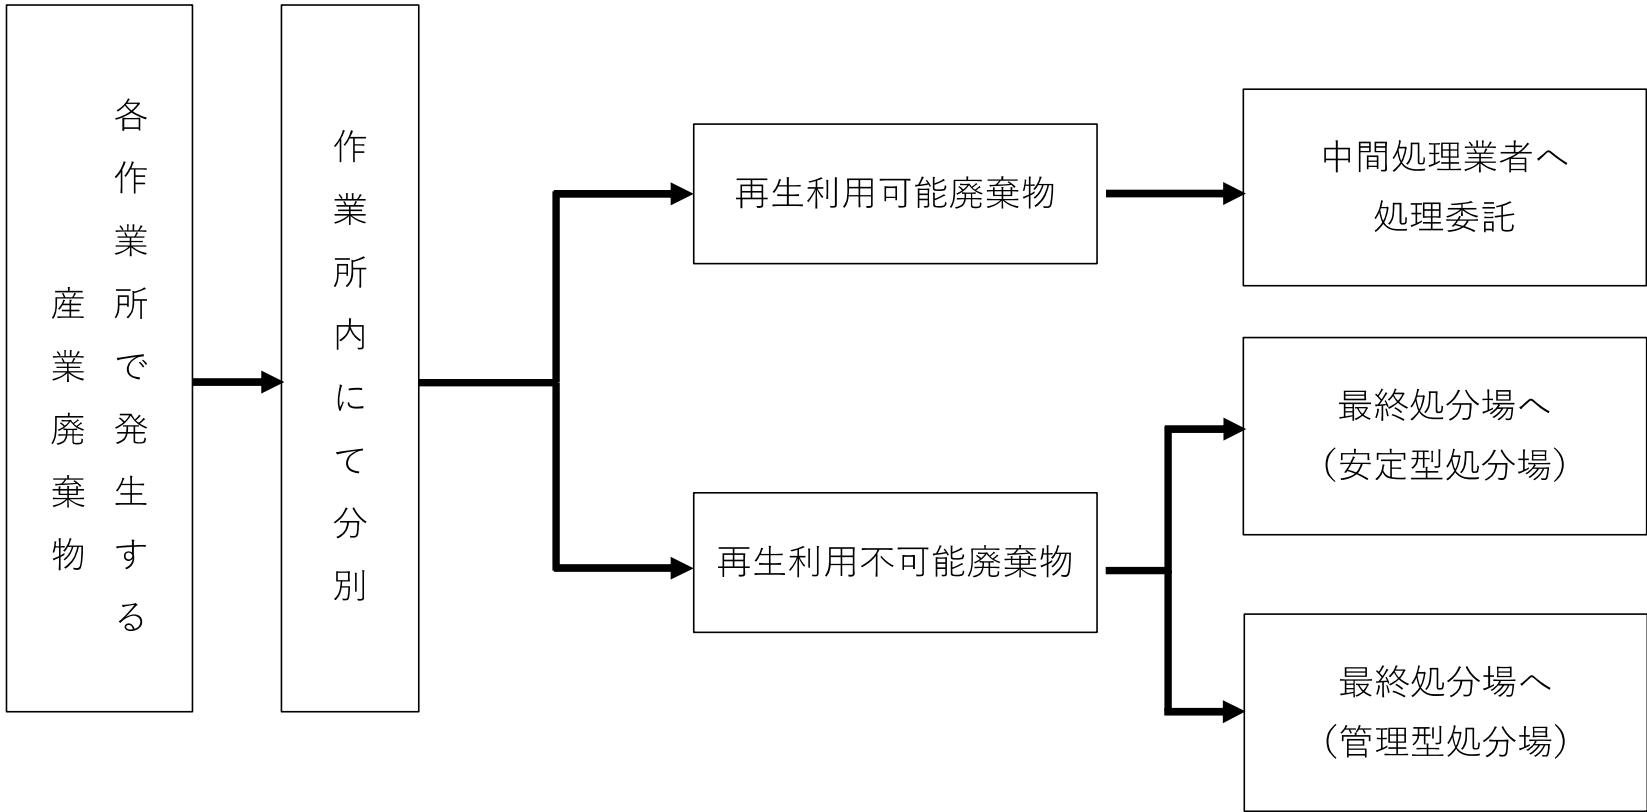 各作業所で発生する
産業廃棄物
作業所内にて分別
再生利用可能廃棄物
中間処理業者へ
処理委託
再生利用不可能廃棄物
最終処分場へ
(安定型処分場)
最終処分場へ
(管理型処分場)